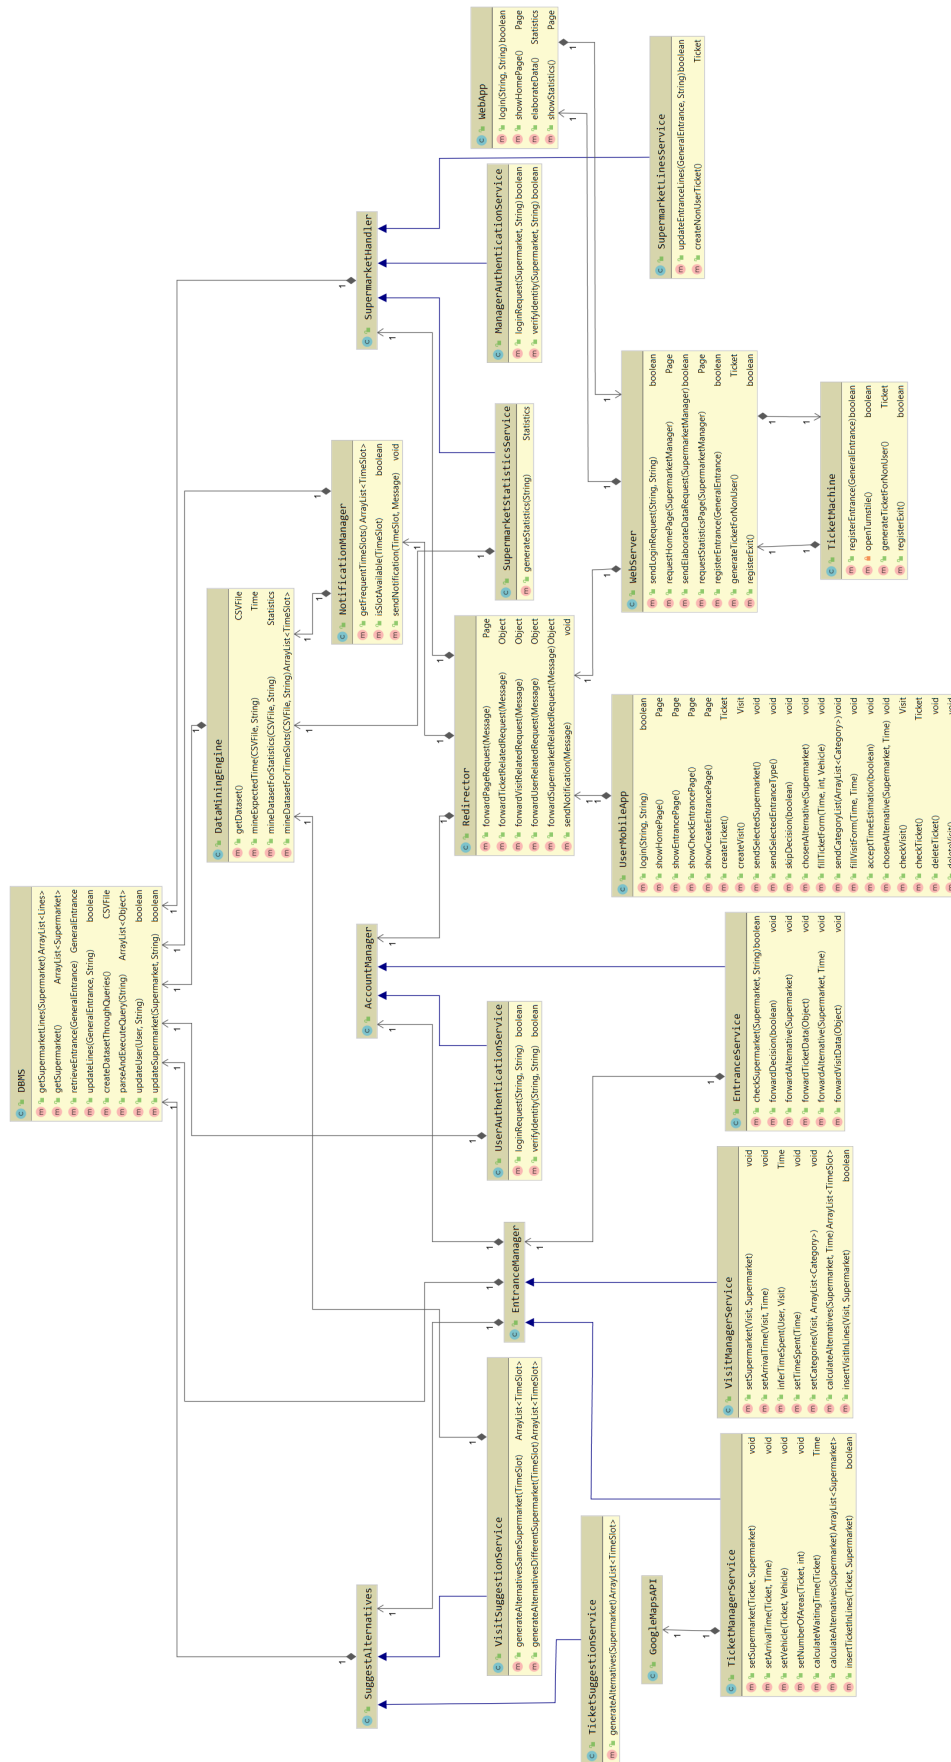 DBMS
getSupermarketLines(Supermarket) ArrayList<Lines>
getSupermarket() ArrayList<Supermarket>
retrieveEntrance(GeneralEntrance) GeneralEntrance
updateLines(GeneralEntrance, String) boolean
createDatasetThroughQueries() CSVFile
parseAndExecuteQuery(String) ArrayList<Object>
updateUser(User, String) boolean
updateSupermarket(Supermarket, String) boolean
DataMiningEngine
getDataset() CSVFile
mineExpectedTime(CSVFile, String) Time
mineDatasetForStatistics(CSVFile, String) Statistics
mineDatasetForTimeSlots(CSVFile, String) ArrayList<TimeSlot>
NotificationManager
getFrequentTimeSlots() ArrayList<TimeSlot>
isSlotAvailable(TimeSlot) boolean
sendNotification(TimeSlot, Message) void
SuggestAlternatives
AccountManager
SupermarketHandler
Redirector
forwardPageRequest(Message) Page
forwardTicketRelatedRequest(Message) Object
forwardVisitRelatedRequest(Message) Object
forwardUserRelatedRequest(Message) Object
forwardSupermarketRelatedRequest(Message) Object
sendNotification(Message) void
WebApp
login(String, String) boolean
showHomePage() Page
elaborateData() Statistics
showStatistics() Page
VisitSuggestionService
generateAlternativesSameSupermarket(TimeSlot) ArrayList<TimeSlot>
generateAlternativesDifferentSupermarket(TimeSlot) ArrayList<TimeSlot>
EntranceManager
UserAuthenticationService
loginRequest(String, String) boolean
verifyIdentity(String, String) boolean
SupermarketStatisticsService
generateStatistics(String) Statistics
ManagerAuthenticationService
loginRequest(Supermarket, String) boolean
verifyIdentity(Supermarket, String) boolean
TicketSuggestionService
generateAlternatives(Supermarket) ArrayList<TimeSlot>
GoogleMapsAPI
WebServer
sendLoginRequest(String, String) boolean
requestHomePage(SupermarketManager) Page
sendElaborateDataRequest(SupermarketManager) boolean
requestStatisticsPage(SupermarketManager) Page
registerEntrance(GeneralEntrance) boolean
generateTicketForNonUser() Ticket
registerExit() boolean
SupermarketLinesService
updateEntranceLines(GeneralEntrance, String) boolean
createNonUserTicket() Ticket
TicketManagerService
setSupermarket(Ticket, Supermarket) void
setArrivalTime(Ticket, Time) void
setVehicle(Ticket, Vehicle) void
setNumberOfAreas(Ticket, int) void
calculateWaitingTime(Ticket) Time
calculateAlternatives(Supermarket) ArrayList<Supermarket>
insertTicketInLines(Ticket, Supermarket) boolean
VisitManagerService
setSupermarket(Visit, Supermarket) void
setArrivalTime(Visit, Time) void
inferTimeSpent(User, Visit) Time
setTimeSpent(Time) void
setCategories(Visit, ArrayList<Category>) void
calculateAlternatives(Supermarket, Time) ArrayList<TimeSlot>
insertVisitInLines(Visit, Supermarket) boolean
EntranceService
checkSupermarket(Supermarket, String) boolean
forwardDecision(boolean) void
forwardAlternative(Supermarket) void
forwardTicketData(Object) void
forwardAlternative(Supermarket, Time) void
forwardVisitData(Object) void
UserMobileApp
login(String, String) boolean
showHomePage() Page
showEntrancePage() Page
showCheckEntrancePage() Page
showCreateEntrancePage() Page
createTicket() Ticket
createVisit() Visit
sendSelectedSupermarket() void
sendSelectedEntranceType() void
skipDecision(boolean) void
chosenAlternative(Supermarket) void
fillTicketForm(Time, int, Vehicle) void
sendCategoryList(ArrayList<Category>) void
fillVisitForm(Time, Time) void
acceptTimeEstimation(boolean) void
chosenAlternative(Supermarket, Time) void
checkVisit() Visit
checkTicket() Ticket
deleteTicket() void
deleteVisit() void
TicketMachine
registerEntrance(GeneralEntrance) boolean
openTurnstile() boolean
generateTicketForNonUser() Ticket
registerExit() boolean